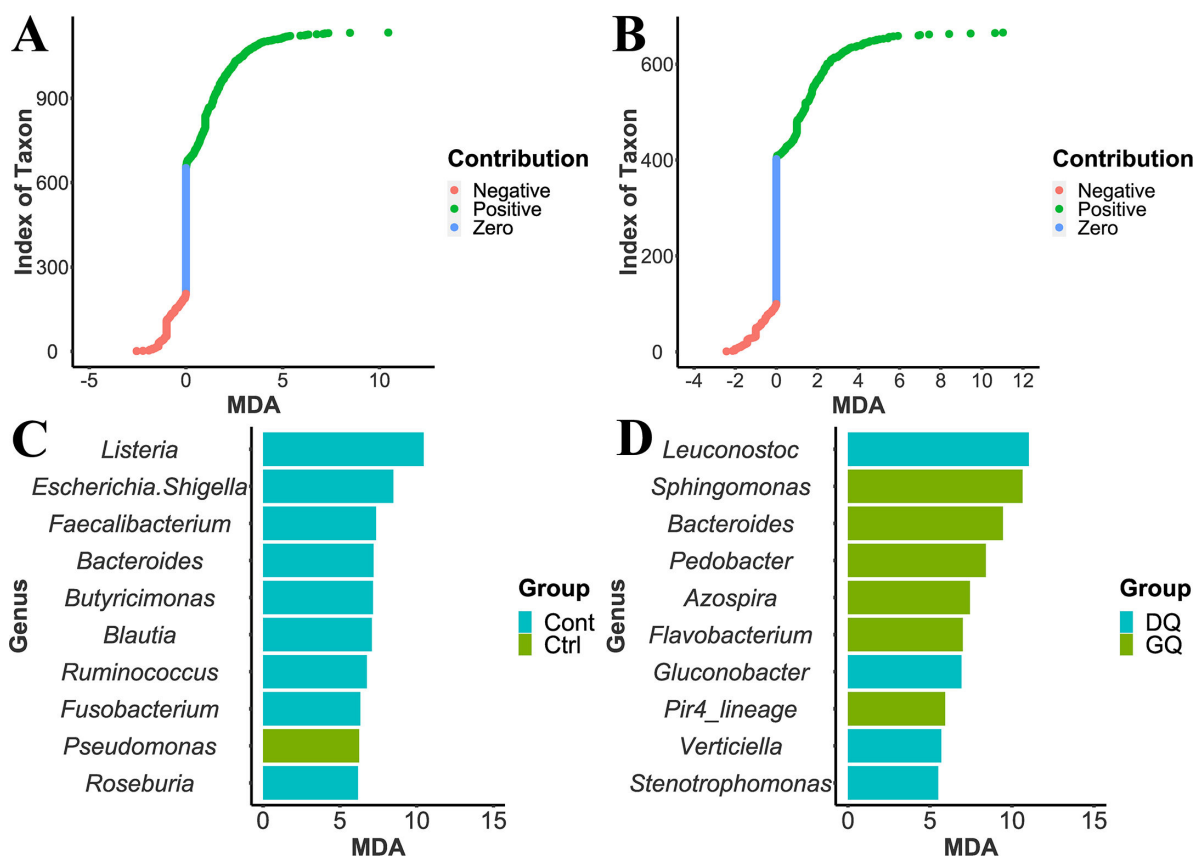 A
Index of Taxon
900
600
300
0
-5
0
5
10
MDA
Contribution
Negative
Positive
Zero
B
Index of Taxon
600
400
200
0
-4
-2
0
2
4
6
8
10
12
MDA
Contribution
Negative
Positive
Zero
C
Genus
Listeria
Escherichia.Shigella
Faecalibacterium
Bacteroides
Butyricimonas
Blautia
Ruminococcus
Fusobacterium
Pseudomonas
Roseburia
0
5
10
15
MDA
Group
Cont
Ctrl
D
Genus
Leuconostoc
Sphingomonas
Bacteroides
Pedobacter
Azospira
Flavobacterium
Gluconobacter
Pir4_lineage
Verticiella
Stenotrophomonas
0
5
10
15
MDA
Group
DQ
GQ